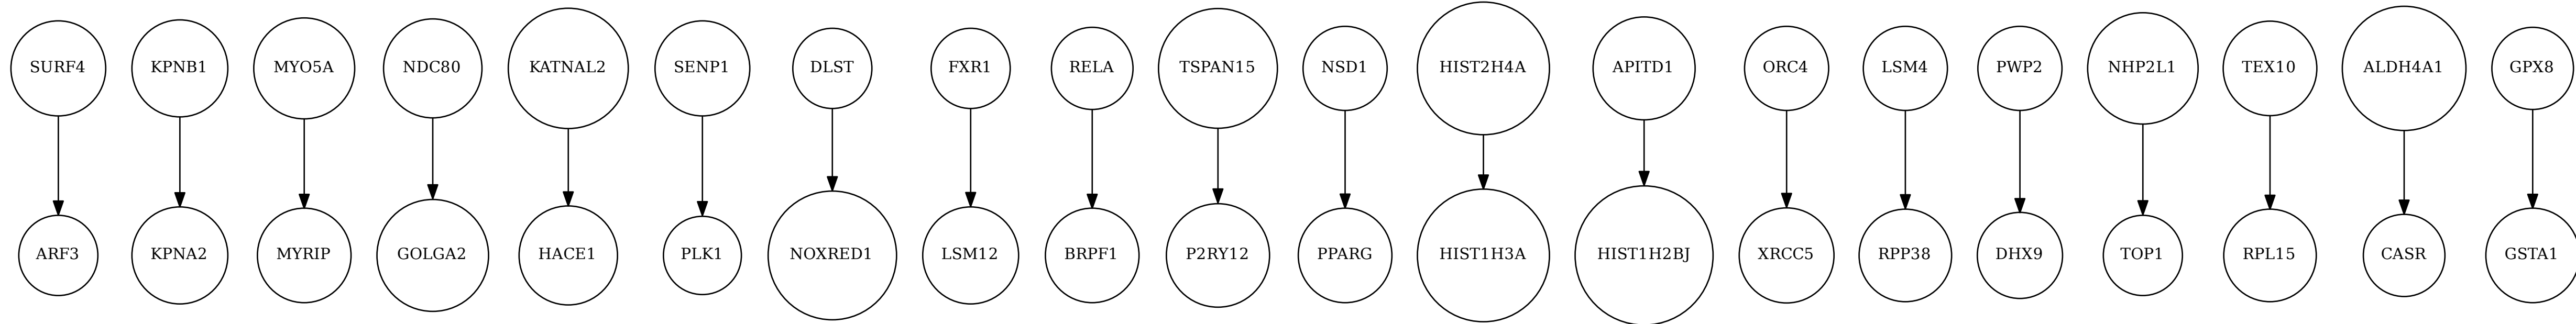 SURF4 KPNB1 MYO5A NDC80 KATNAL2 SENP1 DLST FXR1 RELA TSPAN15 NSD1 HIST2H4A APITD1 ORC4 LSM4 PWP2 NHP2L1 TEX10 ALDH4A1 GPX8
ARF3 KPNA2 MYRIP GOLGA2 HACE1 PLK1 NOXRED1 LSM12 BRPF1 P2RY12 PPARG HIST1H3A HIST1H2BJ XRCC5 RPP38 DHX9 TOP1 RPL15 CASR GSTA1